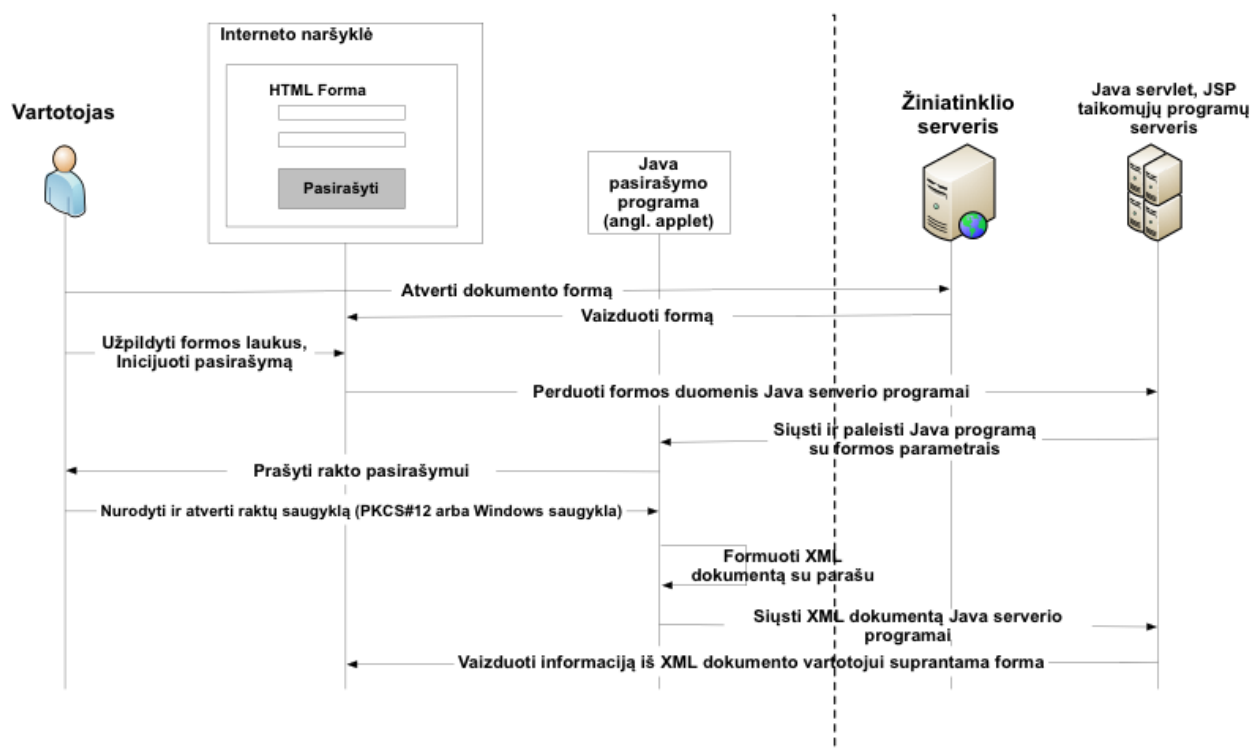 Interneto naršyklė
HTML Forma
Pasirašyti
Vartotojas
Java
pasirašymo
programa
(angl. applet)
Žiniatinklio
serveris
Java servlet, JSP
taikomųjų programų
serveris
Atverti dokumento formą
Vaizduoti formą
Užpildyti formos laukus,
Inicijuoti pasirašymą
Perduoti formos duomenis Java serverio programai
Siųsti ir paleisti Java programą
su formos parametrais
Prašyti rakto pasirašymui
Nurodyti ir atverti raktų saugyklą (PKCS#12 arba Windows saugykla)
Formuoti XML
dokumentą su parašu
Siųsti XML dokumentą Java serverio
programai
Vaizduoti informaciją iš XML dokumento vartotojui suprantama forma